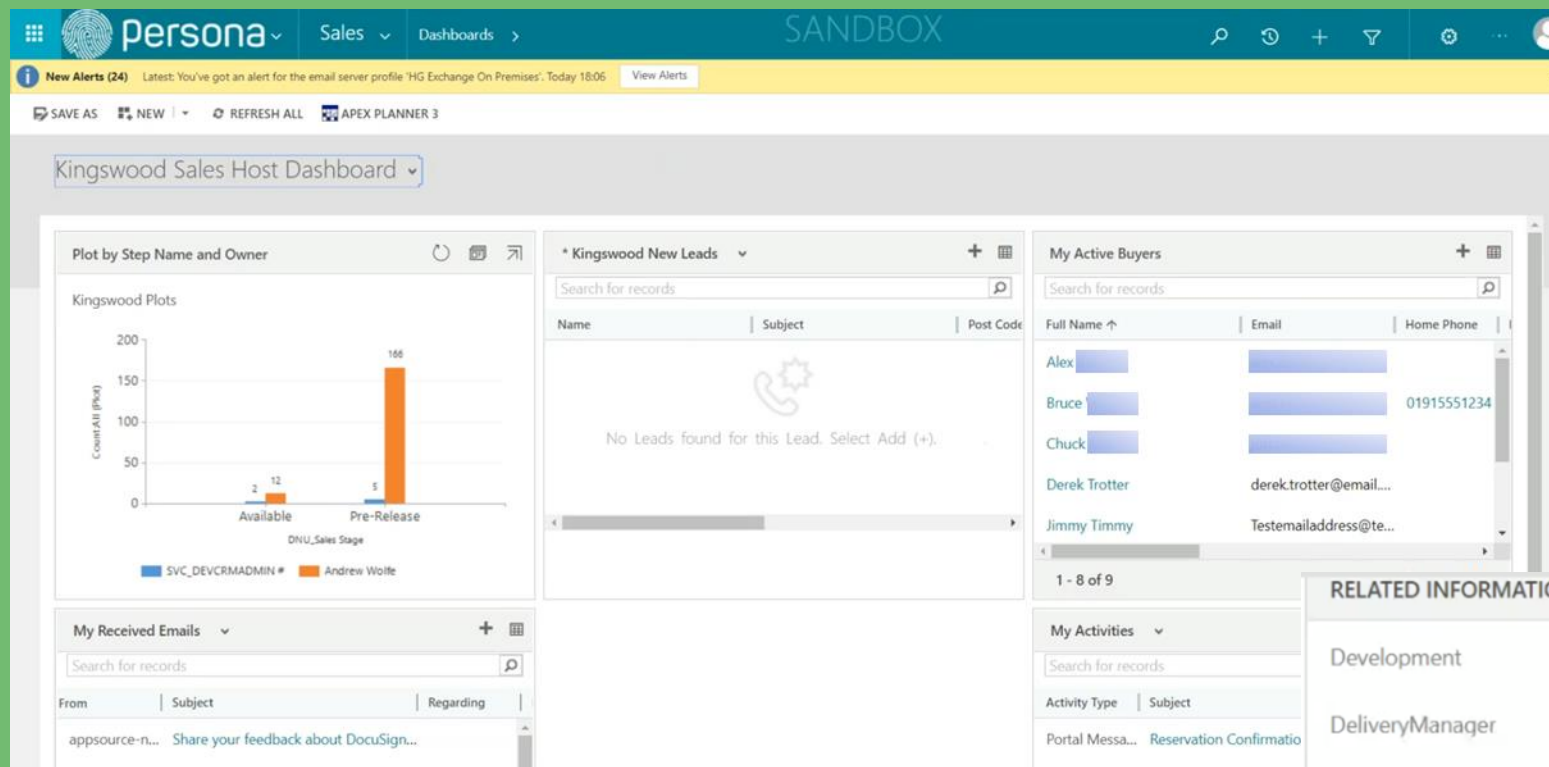 Persona Sales Dashboards SANDBOX
New Alerts (24) Latest: You've got an alert for the email server profile 'HG Exchange On Premises'. Today 18:06 View Alerts
SAVE AS NEW REFRESH ALL APEX PLANNER 3
Kingswood Sales Host Dashboard
Plot by Step Name and Owner
Kingswood Plots
200
150
100
50
0
Count:All (Plot)
2 12 5 166
Available Pre-Release
DNU_Sales Stage
SVC_DEVCRMADMIN # Andrew Wolfe
* Kingswood New Leads
Search for records
Name Subject Post Code
No Leads found for this Lead. Select Add (+).
My Active Buyers
Search for records
Full Name Email Home Phone
Alex
Bruce 01915551234
Chuck
Derek Trotter derek.trotter@email....
Jimmy Timmy Testemailaddress@te...
1 - 8 of 9
My Received Emails
Search for records
From Subject Regarding
appsource-n... Share your feedback about DocuSign...
My Activities
Search for records
Activity Type Subject
Portal Messa... Reservation Confirmatio
RELATED INFORMATIO
Development
DeliveryManager